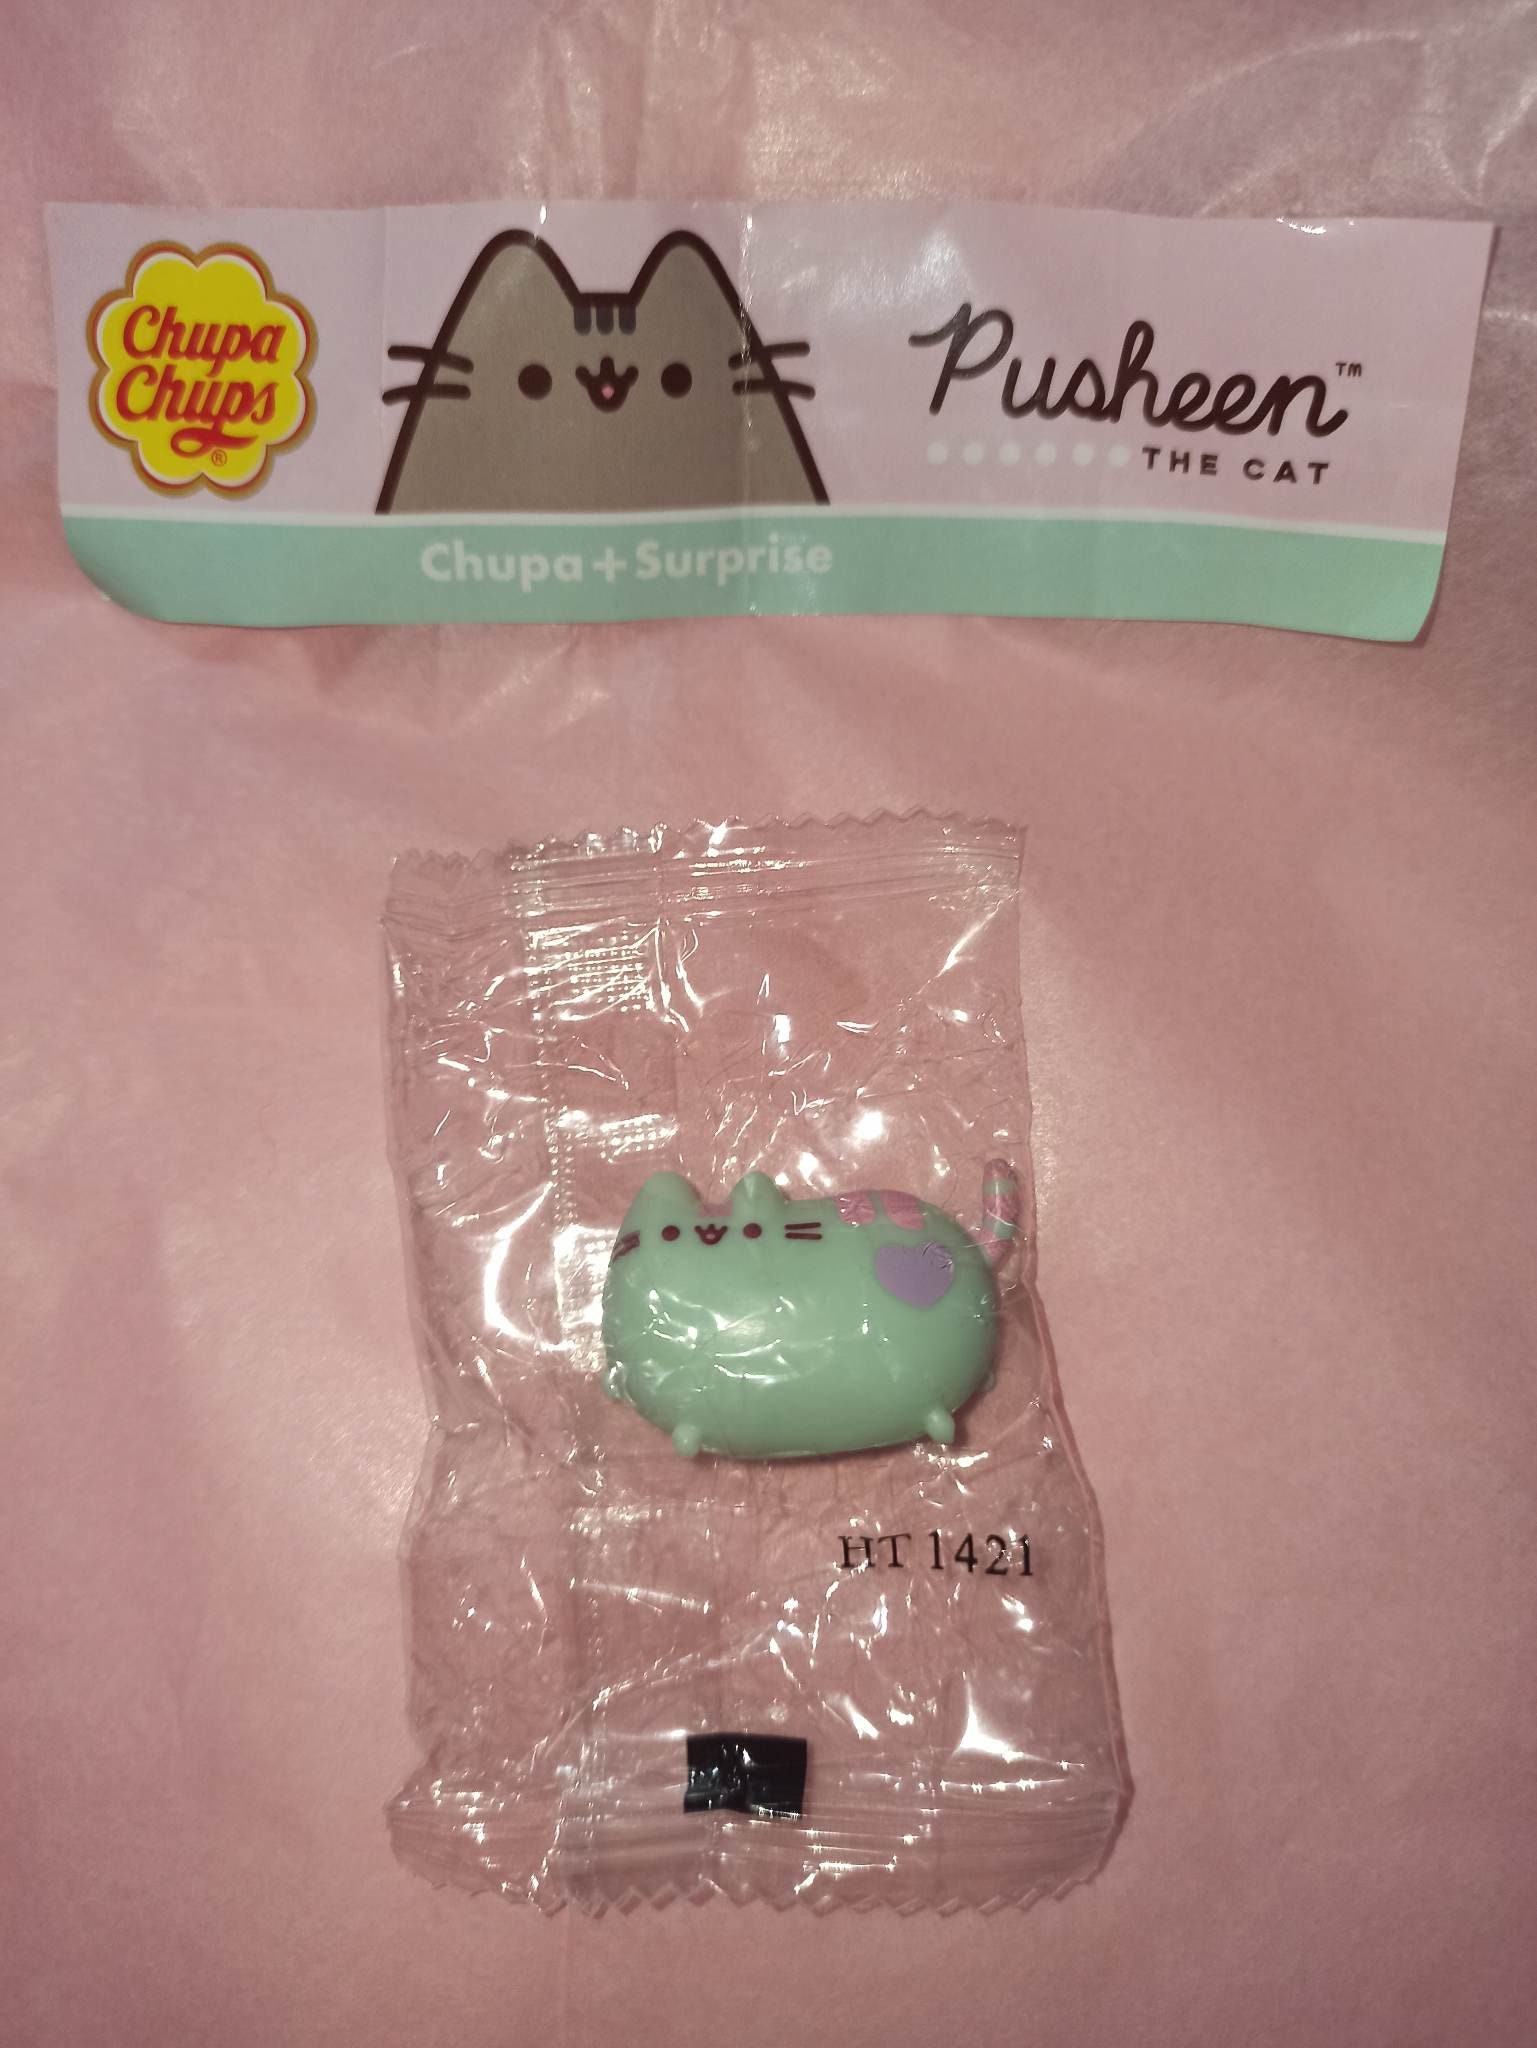 Chupa
Chups
®
Pusheen™
THE CAT
Chupa+Surprise
HT 1421